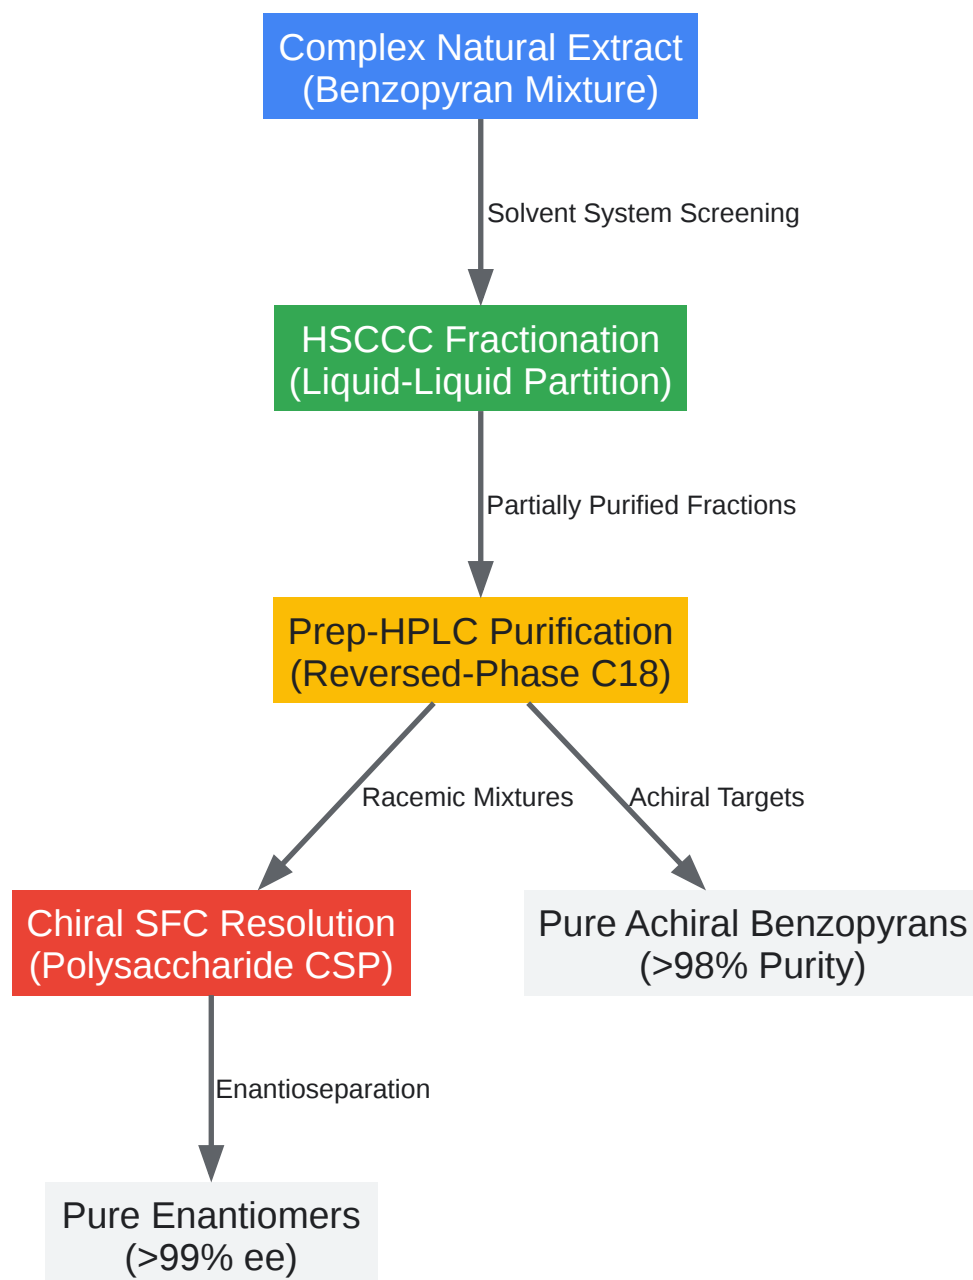 Complex Natural Extract
(Benzopyran Mixture)
Solvent System Screening
HSCCC Fractionation
(Liquid-Liquid Partition)
Partially Purified Fractions
Prep-HPLC Purification
(Reversed-Phase C18)
Racemic Mixtures
Achiral Targets
Chiral SFC Resolution
(Polysaccharide CSP)
Pure Achiral Benzopyrans
(>98% Purity)
Enantioseparation
Pure Enantiomers
(>99% ee)